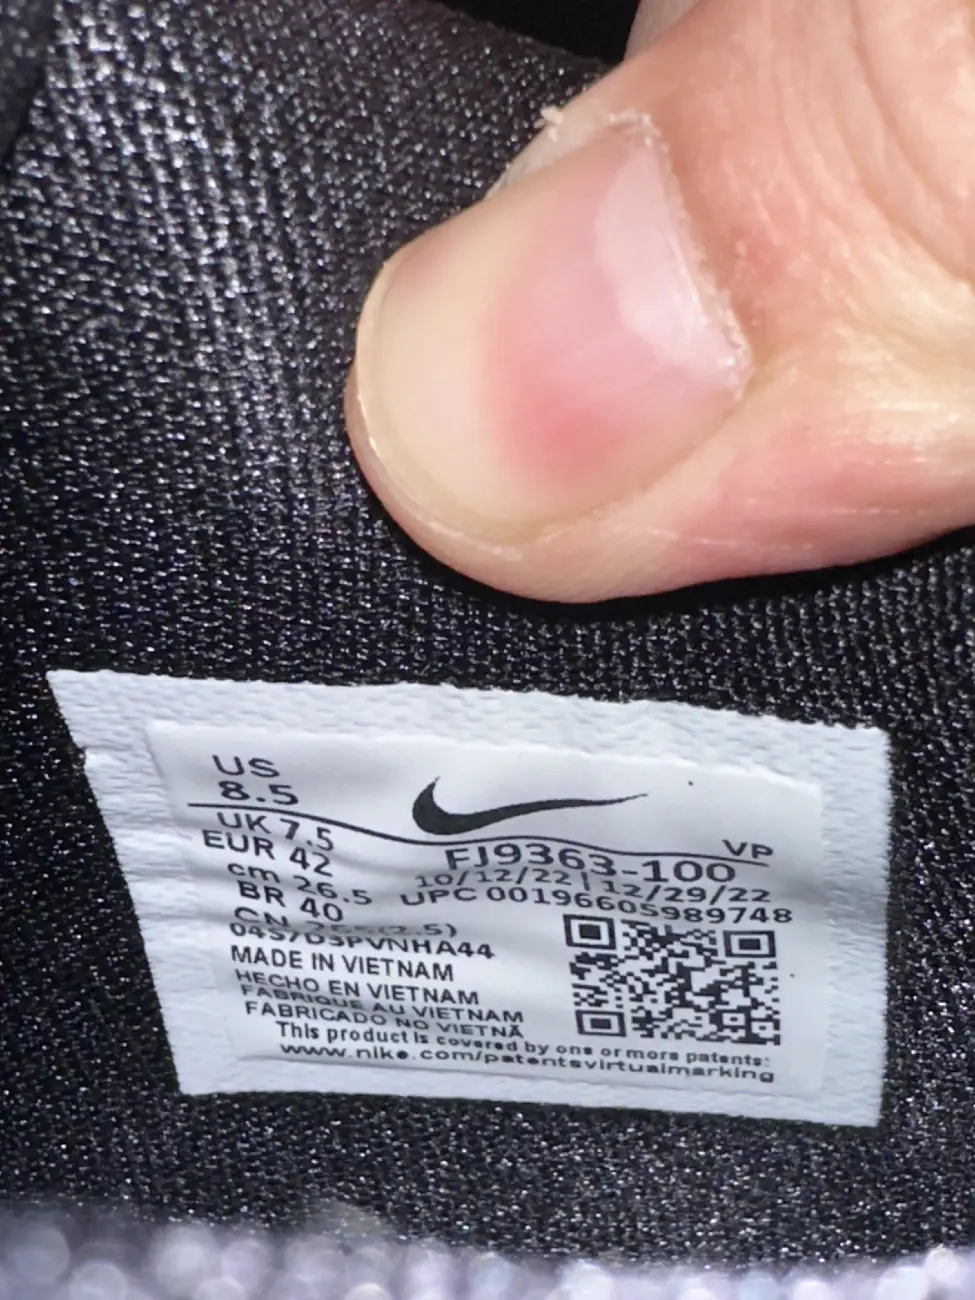 US
8.5
UK 7.5
EUR 42
cm 26.5
BR 40
VP
FJ9363-100
10/12/22 | 12/29/22
UPC 00196605989748
MADE IN VIETNAM
HECHO EN VIETNAM
FABRIQUE AU VIETNAM
FABRICADO NO VIETNÃ
This product is covered by one or more patents:
www.nike.com/patentsvirtualmarking